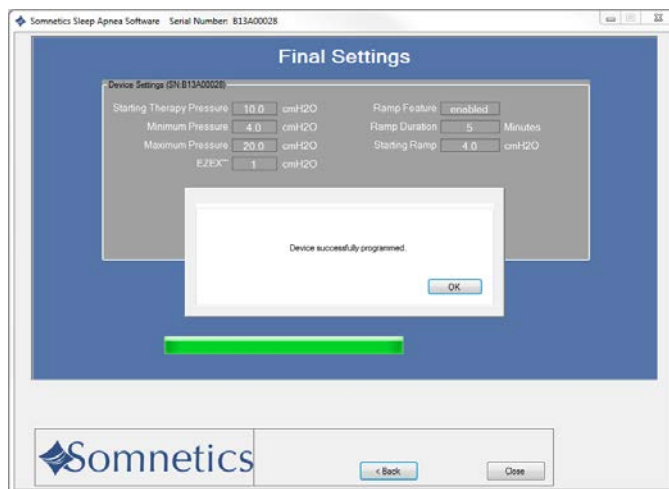 Somnetics Sleep Apnea Software Serial Number: B13A00028
Final Settings
Device Settings (SN:B13A00028)
Starting Therapy Pressure 10.0 cmH2O
Ramp Feature enabled
Minimum Pressure 4.0 cmH2O
Ramp Duration 5 Minutes
Maximum Pressure 20.0 cmH2O
Starting Ramp 4.0 cmH2O
EZEX™ 1 cmH2O
Device successfully programmed.
OK
Somnetics
< Back
Close